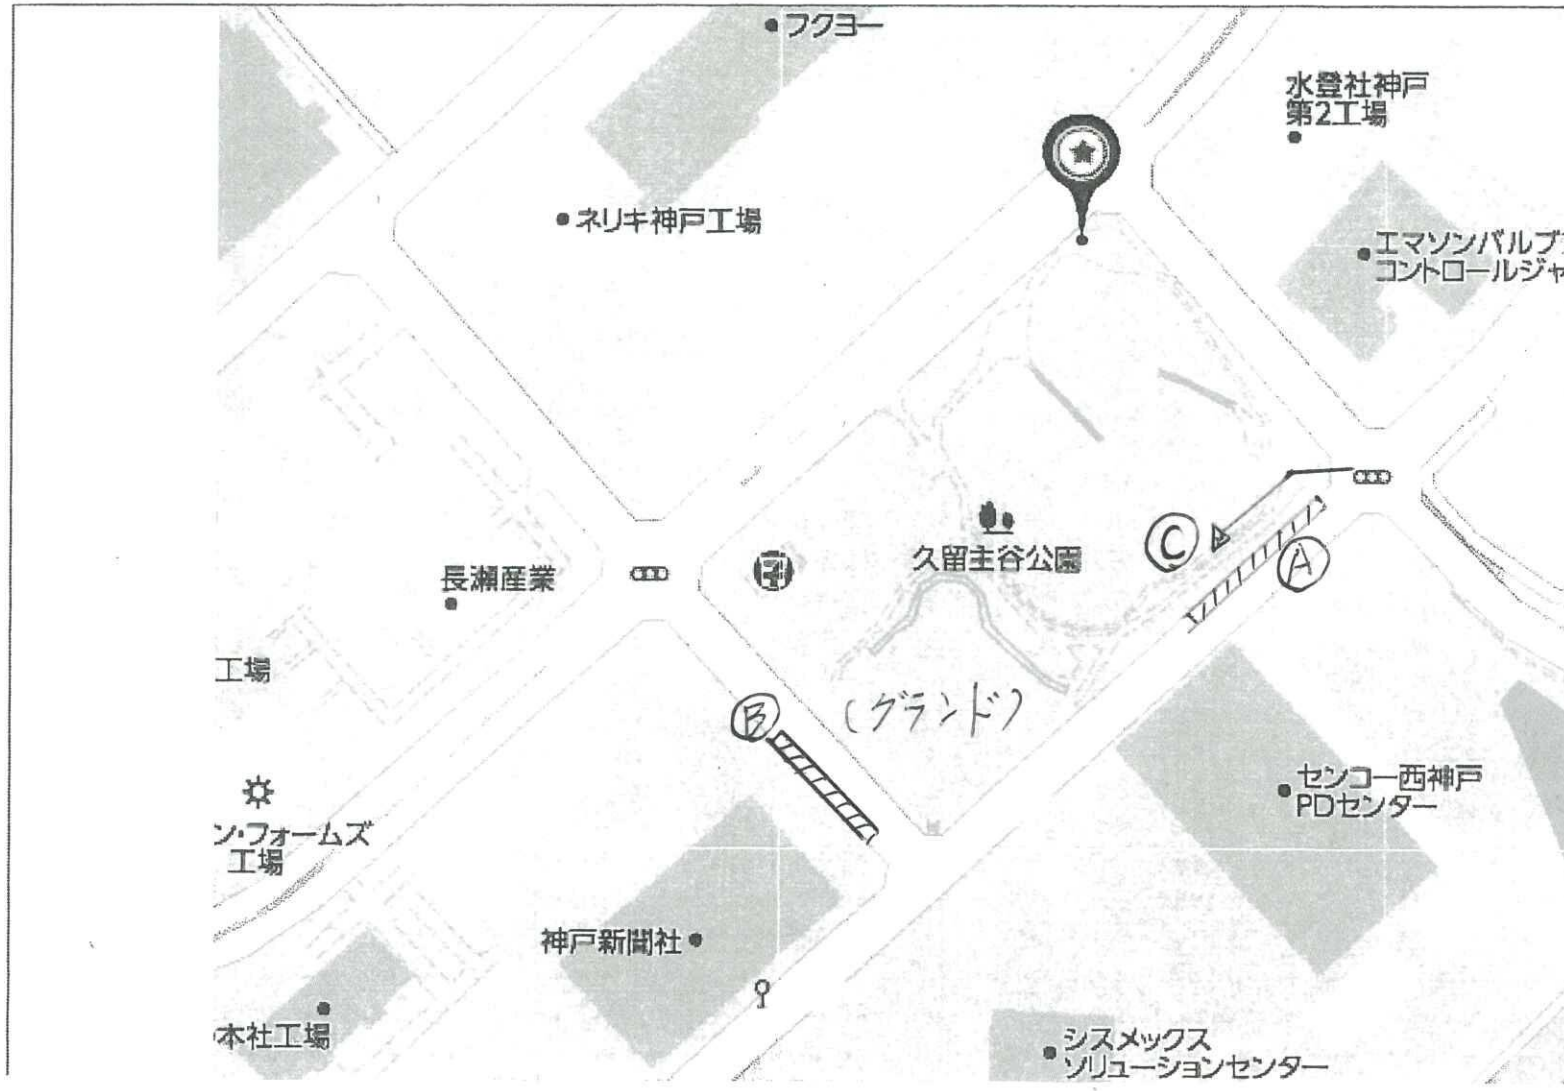 フクヨー
水登社神戸
第2工場
ネリキ神戸工場
エマソンバルブ
コントロールジャ
久留主谷公園
Ⓒ
Ⓐ
長瀬産業
工場
Ⓑ
(グランド)
センコー西神戸
PDセンター
ン・フォームズ
工場
神戸新聞社
本社工場
シスメックス
ソリューションセンター